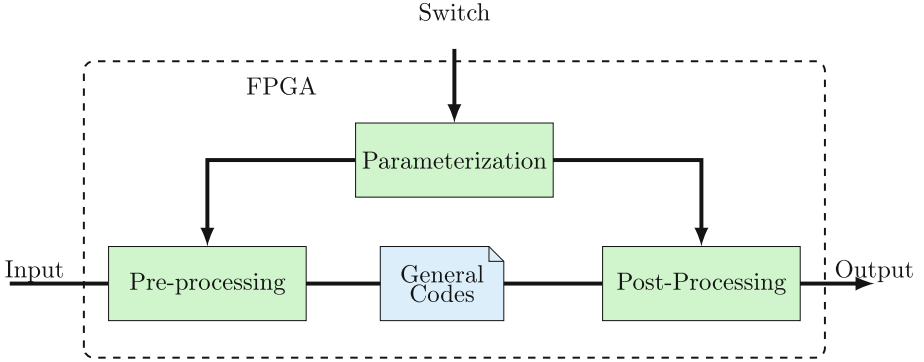 Switch
FPGA
Parameterization
Input
Pre-processing
General
Codes
Post-Processing
Output